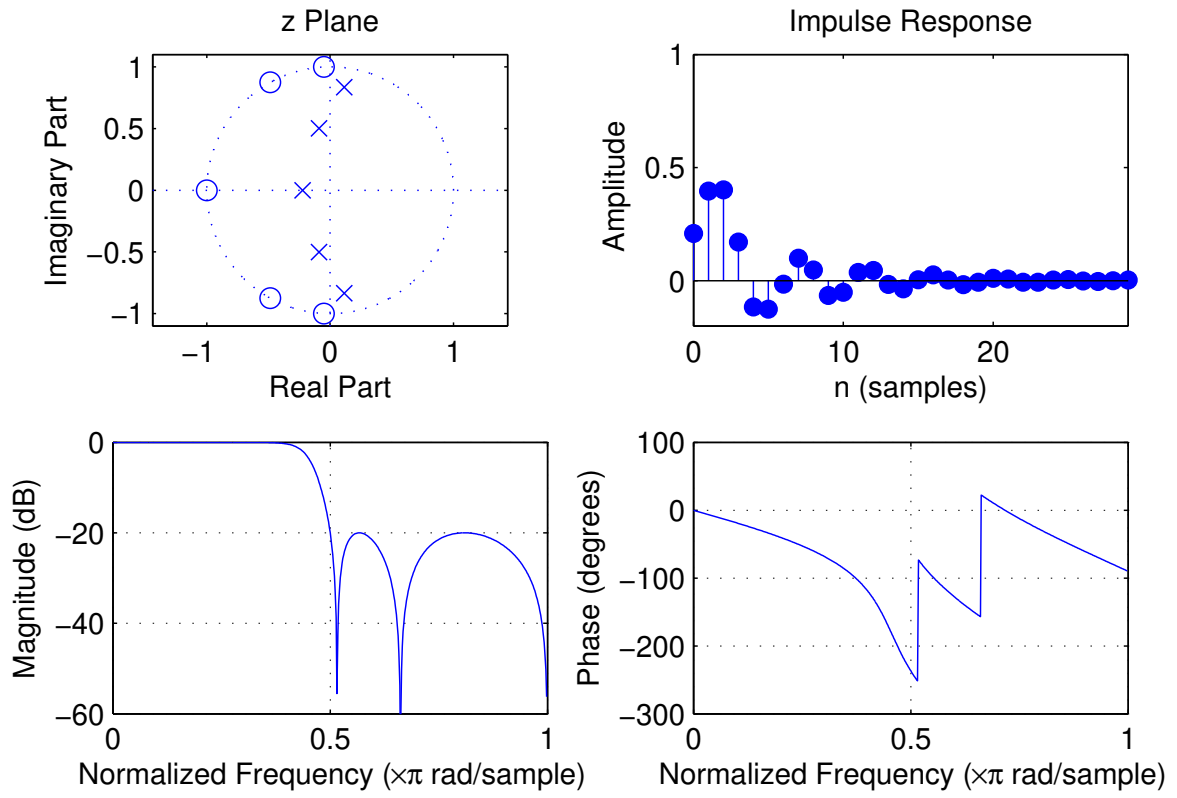 z Plane
Imaginary Part
1
0.5
0
−0.5
−1
−1
0
1
Real Part
Impulse Response
Amplitude
1
0.5
0
0
10
20
n (samples)
Magnitude (dB)
0
−20
−40
−60
0
0.5
1
Normalized Frequency (×π rad/sample)
Phase (degrees)
100
0
−100
−200
−300
0
0.5
1
Normalized Frequency (×π rad/sample)